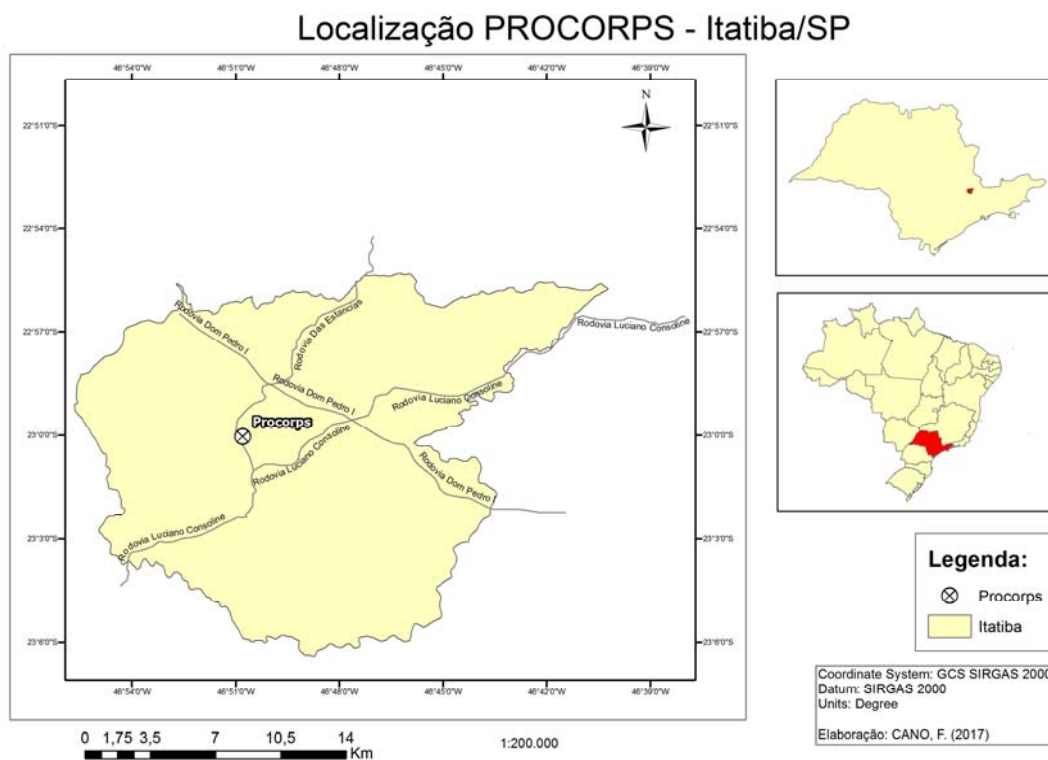 Localização PROCORPS - Itatiba/SP
46°54'0"W 46°51'0"W 46°48'0"W 46°45'0"W 46°42'0"W 46°39'0"W
N
22°51'0"S 22°51'0"S
22°54'0"S 22°54'0"S
22°57'0"S 22°57'0"S
Rodovia Dom Pedro I
Rodovia Das Estancias
Rodovia Luciano Consoline
Rodovia Dom Pedro I
Rodovia Luciano Consoline
Procorps
23°0'0"S 23°0'0"S
Rodovia Luciano Consoline
Rodovia Dom Pedro I
Rodovia Luciano Consoline
23°3'0"S 23°3'0"S
23°6'0"S 23°6'0"S
46°54'0"W 46°51'0"W 46°48'0"W 46°45'0"W 46°42'0"W 46°39'0"W
0 1,75 3,5 7 10,5 14
Km
1:200.000
Legenda:
Procorps
Itatiba
Coordinate System: GCS SIRGAS 2000
Datum: SIRGAS 2000
Units: Degree
Elaboração: CANO, F. (2017)